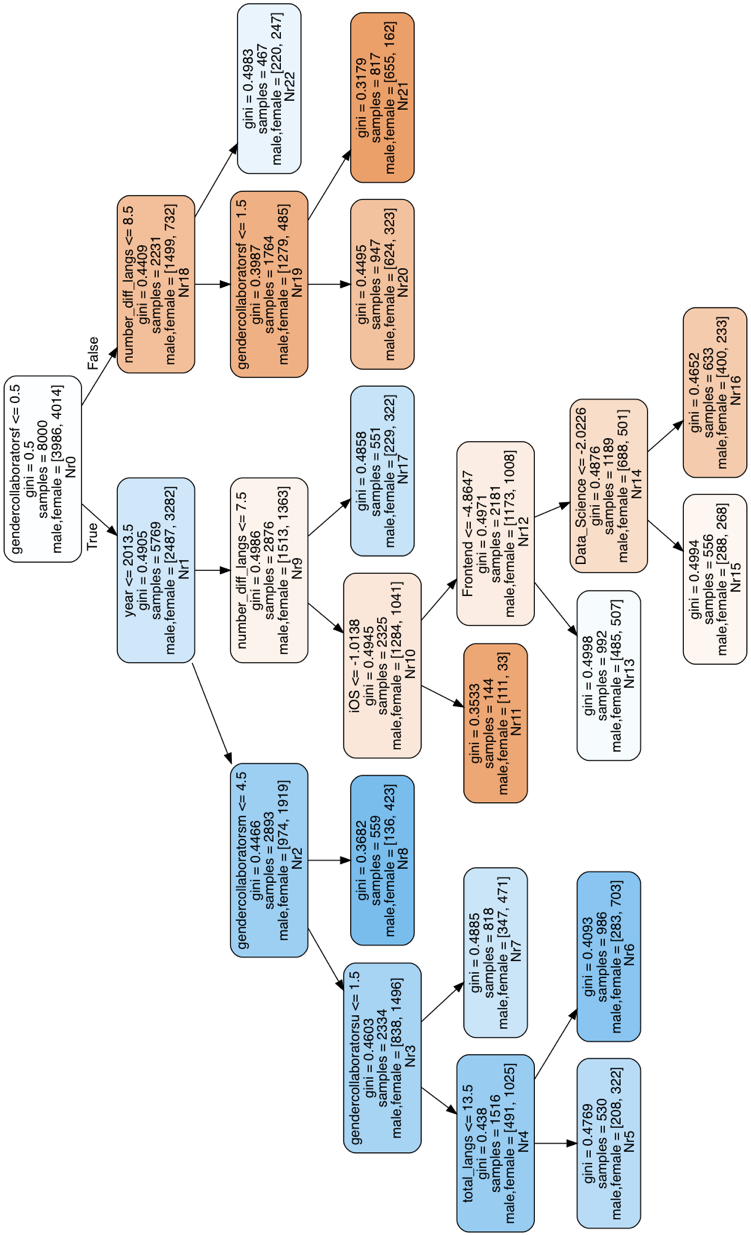 gendercollaboratorsf <= 0.5
gini = 0.5
samples = 8000
male,female = [3986, 4014]
Nr0
True
False
year <= 2013.5
gini = 0.4905
samples = 5769
male,female = [2487, 3282]
Nr1
number_diff_langs <= 8.5
gini = 0.4409
samples = 2231
male,female = [1499, 732]
Nr18
gendercollaboratorsm <= 4.5
gini = 0.4466
samples = 2893
male,female = [974, 1919]
Nr2
number_diff_langs <= 7.5
gini = 0.4986
samples = 2876
male,female = [1513, 1363]
Nr9
gendercollaboratorsf <= 1.5
gini = 0.3987
samples = 1764
male,female = [1279, 485]
Nr19
gini = 0.4983
samples = 467
male,female = [220, 247]
Nr22
gendercollaboratorsu <= 1.5
gini = 0.4603
samples = 2334
male,female = [838, 1496]
Nr3
gini = 0.3682
samples = 559
male,female = [136, 423]
Nr8
iOS <= -1.0138
gini = 0.4945
samples = 2325
male,female = [1284, 1041]
Nr10
gini = 0.4858
samples = 551
male,female = [229, 322]
Nr17
gini = 0.4495
samples = 947
male,female = [624, 323]
Nr20
gini = 0.3179
samples = 817
male,female = [655, 162]
Nr21
total_langs <= 13.5
gini = 0.438
samples = 1516
male,female = [491, 1025]
Nr4
gini = 0.4885
samples = 818
male,female = [347, 471]
Nr7
gini = 0.3533
samples = 144
male,female = [111, 33]
Nr11
Frontend <= -4.8647
gini = 0.4971
samples = 2181
male,female = [1173, 1008]
Nr12
gini = 0.4769
samples = 530
male,female = [208, 322]
Nr5
gini = 0.4093
samples = 986
male,female = [283, 703]
Nr6
gini = 0.4998
samples = 992
male,female = [485, 507]
Nr13
Data_Science <= -2.0226
gini = 0.4876
samples = 1189
male,female = [688, 501]
Nr14
gini = 0.4994
samples = 556
male,female = [288, 268]
Nr15
gini = 0.4652
samples = 633
male,female = [400, 233]
Nr16